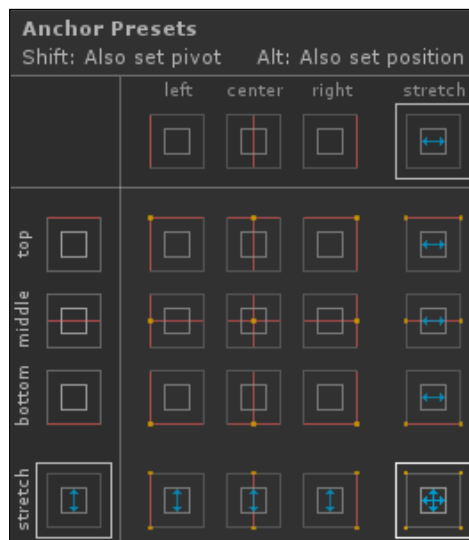 Anchor Presets
Shift: Also set pivot Alt: Also set position
left center right stretch
top
middle
bottom
stretch